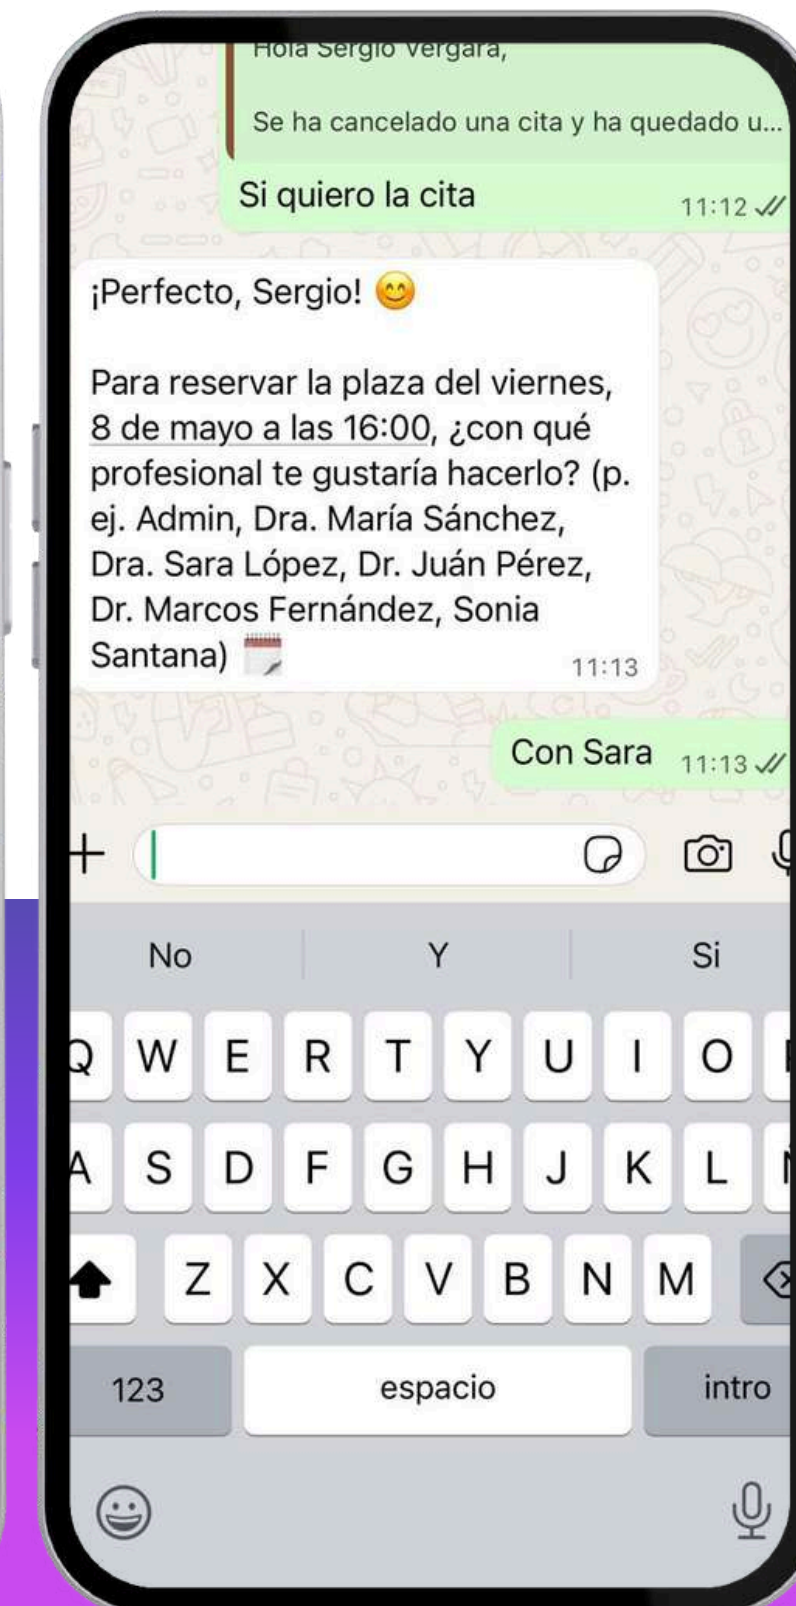 Hola Sergio Vergara,
Se ha cancelado una cita y ha quedado u...
Si quiero la cita
11:12
¡Perfecto, Sergio! 😊
Para reservar la plaza del viernes,
8 de mayo a las 16:00, ¿con qué
profesional te gustaría hacerlo? (p.
ej. Admin, Dra. María Sánchez,
Dra. Sara López, Dr. Juán Pérez,
Dr. Marcos Fernández, Sonia
Santana) 🗓️
11:13
Con Sara 11:13
No Y Si
Q W E R T Y U I O P
A S D F G H J K L Ñ
Z X C V B N M
123 espacio intro